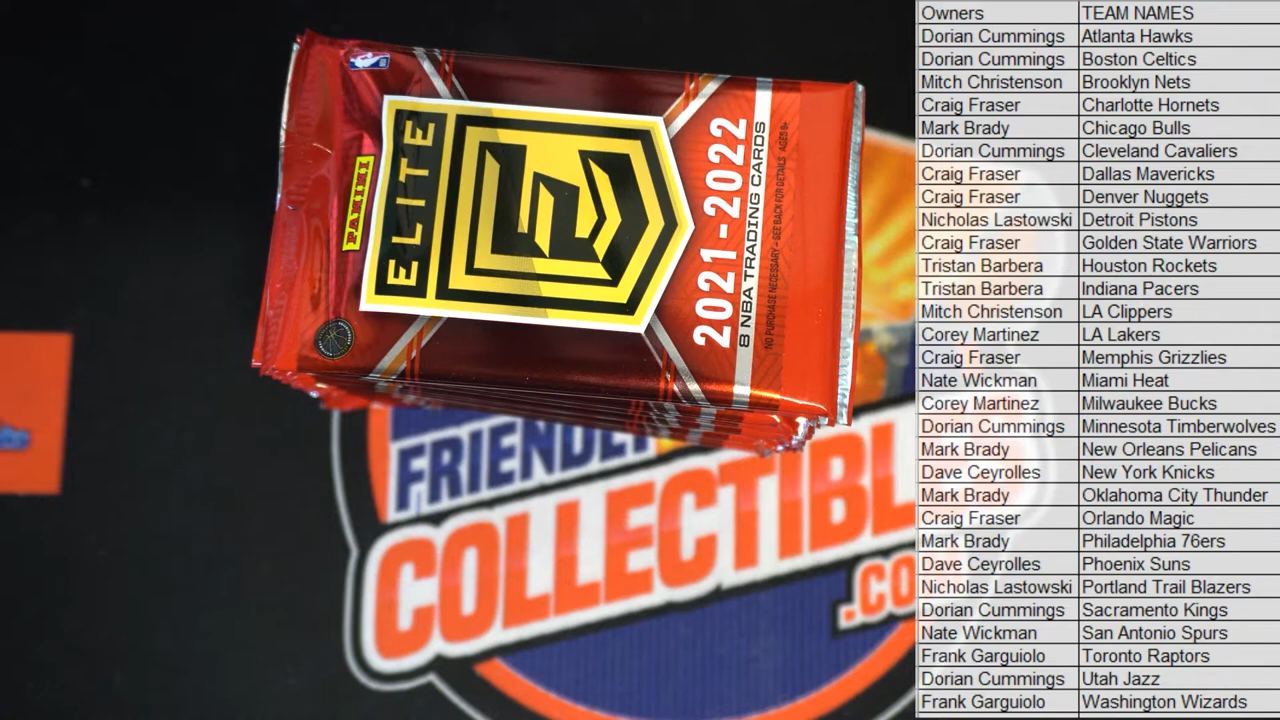 PANINI
ELITE
2021-2022
8 NBA TRADING CARDS
NO PURCHASE NECESSARY - SEE BACK FOR DETAILS AGES 9+
FRIENDL
COLLECTIBL
.CO
Owners TEAM NAMES
Dorian Cummings Atlanta Hawks
Dorian Cummings Boston Celtics
Mitch Christenson Brooklyn Nets
Craig Fraser Charlotte Hornets
Mark Brady Chicago Bulls
Dorian Cummings Cleveland Cavaliers
Craig Fraser Dallas Mavericks
Craig Fraser Denver Nuggets
Nicholas Lastowski Detroit Pistons
Craig Fraser Golden State Warriors
Tristan Barbera Houston Rockets
Tristan Barbera Indiana Pacers
Mitch Christenson LA Clippers
Corey Martinez LA Lakers
Craig Fraser Memphis Grizzlies
Nate Wickman Miami Heat
Corey Martinez Milwaukee Bucks
Dorian Cummings Minnesota Timberwolves
Mark Brady New Orleans Pelicans
Dave Ceyrolles New York Knicks
Mark Brady Oklahoma City Thunder
Craig Fraser Orlando Magic
Mark Brady Philadelphia 76ers
Dave Ceyrolles Phoenix Suns
Nicholas Lastowski Portland Trail Blazers
Dorian Cummings Sacramento Kings
Nate Wickman San Antonio Spurs
Frank Garguiolo Toronto Raptors
Dorian Cummings Utah Jazz
Frank Garguiolo Washington Wizards